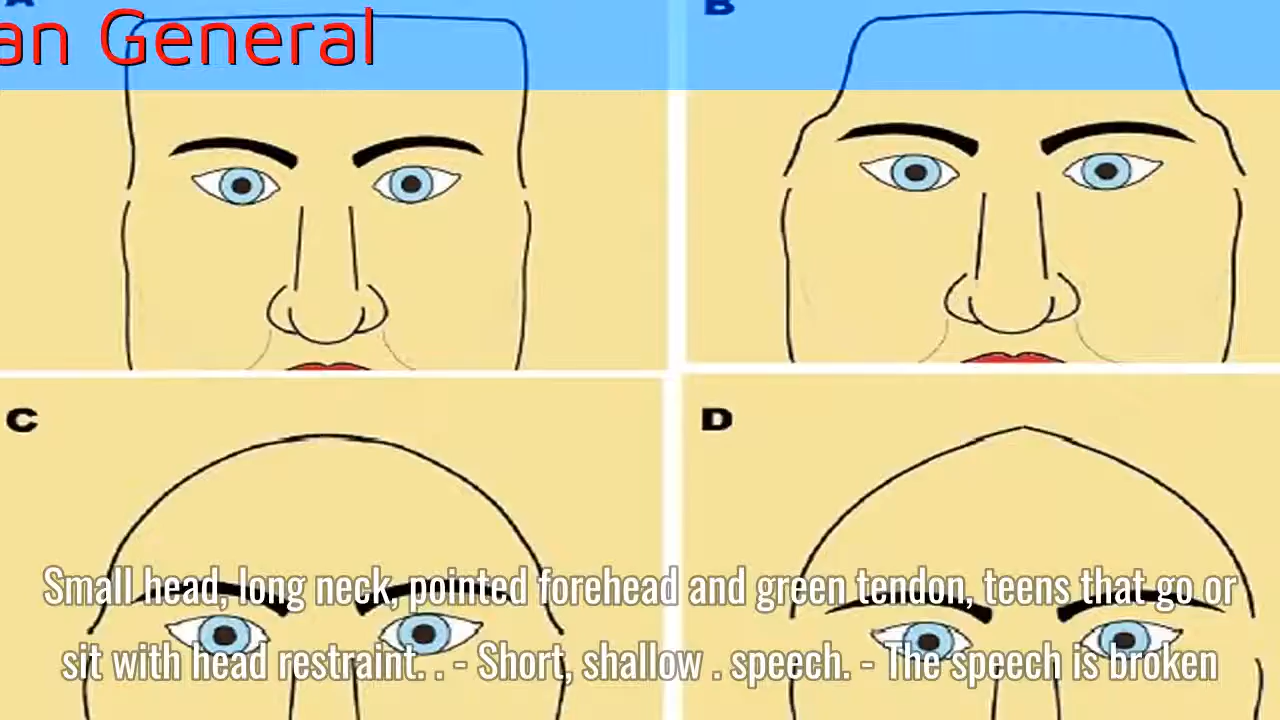 an General
A
B
C
D
Small head, long neck, pointed forehead and green tendon, teens that go or
sit with head restraint. . - Short, shallow . speech. - The speech is broken